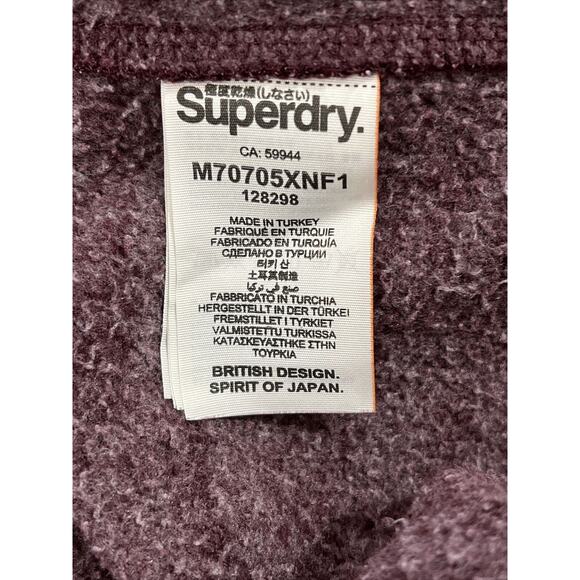 極度乾燥(しなさい)
Superdry.
CA: 59944
M70705XNF1
128298
MADE IN TURKEY
FABRIQUÉ EN TURQUIE
FABRICADO EN TURQUÍA
СДЕЛАНО В ТУРЦИИ
터키 산
土耳其制造
صنع في تركيا
FABBRICATO IN TURCHIA
HERGESTELLT IN DER TÜRKEI
FREMSTILLET I TYRKIET
VALMISTETTU TURKISSA
ΚΑΤΑΣΚΕΥΑΣΤΗΚΕ ΣΤΗΝ
ΤΟΥΡΚΙΑ
BRITISH DESIGN.
SPIRIT OF JAPAN.